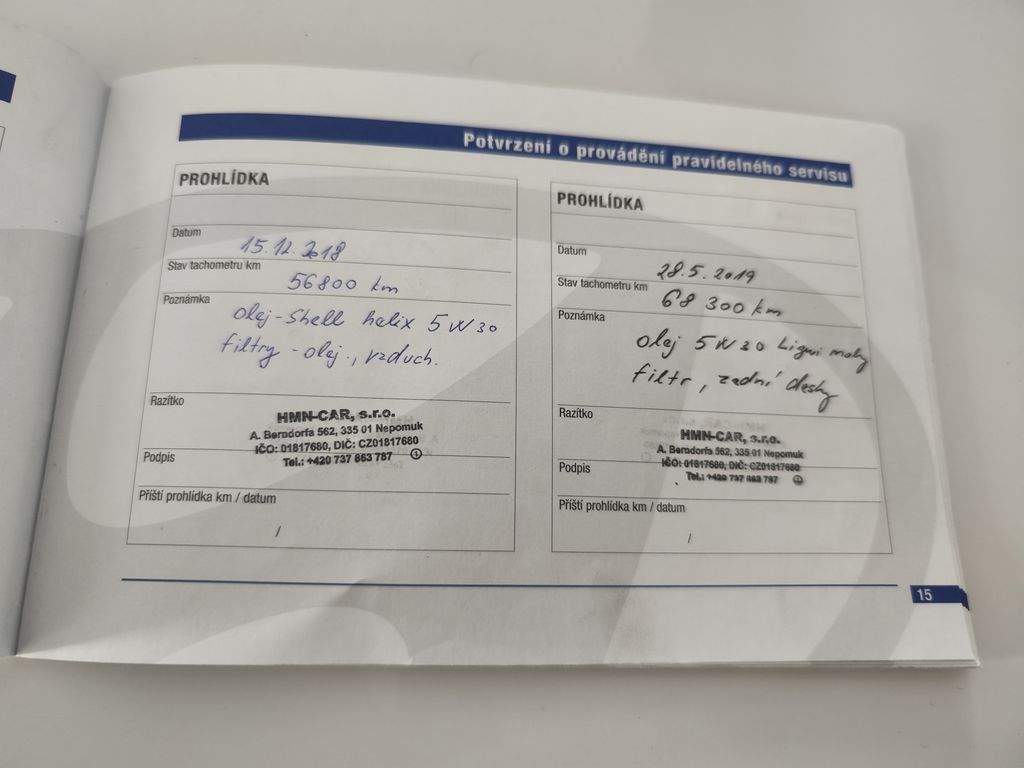 Potvrzení o provádění pravidelného servisu
PROHLÍDKA
Datum 15.12.2018
Stav tachometru km 56800 km
Poznámka olej-Shell helix 5W30
filtry - olej., vzduch.
Razítko
HMN-CAR, s.r.o.
A. Berndorfa 562, 335 01 Nepomuk
IČO: 01817680, DIČ: CZ01817680
Tel.: +420 737 863 787 1
Podpis
Příští prohlídka km / datum
/
PROHLÍDKA
Datum 28.5.2019
Stav tachometru km 68 300 km
Poznámka olej 5W30 Liqui moly
filtr, zadní desky
Razítko
HMN-CAR, s.r.o.
A. Berndorfa 562, 335 01 Nepomuk
IČO: 01817680, DIČ: CZ01817680
Tel.: +420 737 863 787
Podpis
Příští prohlídka km / datum
/
15